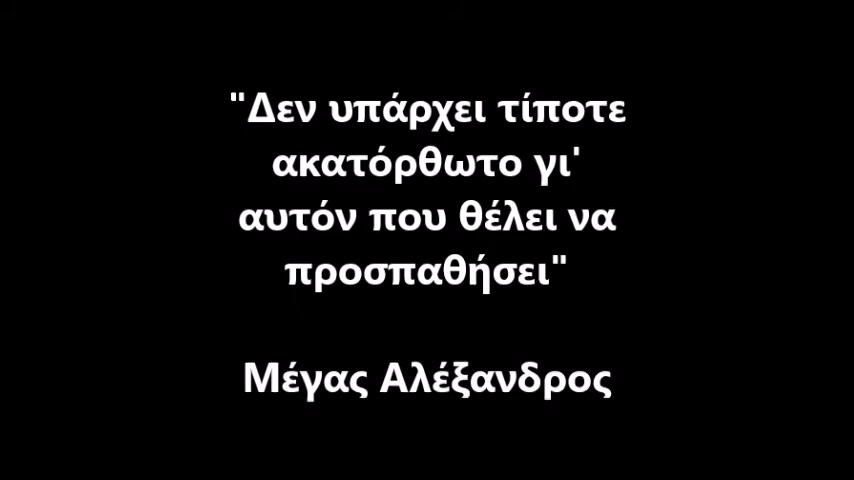 "Δεν υπάρχει τίποτε
ακατόρθωτο γι'
αυτόν που θέλει να
προσπαθήσει"
Μέγας Αλέξανδρος